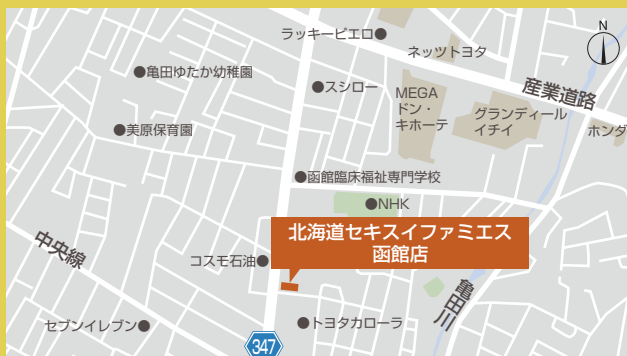 ラッキーピエロ
ネッツトヨタ
N
亀田ゆたか幼稚園
スシロー
MEGA
ドン・
キホーテ
産業道路
グランディール
イチイ
ホンダ
美原保育園
函館臨床福祉専門学校
NHK
北海道セキスイファミエス
函館店
中央線
コスモ石油
亀田川
セブンイレブン
トヨタカローラ
347